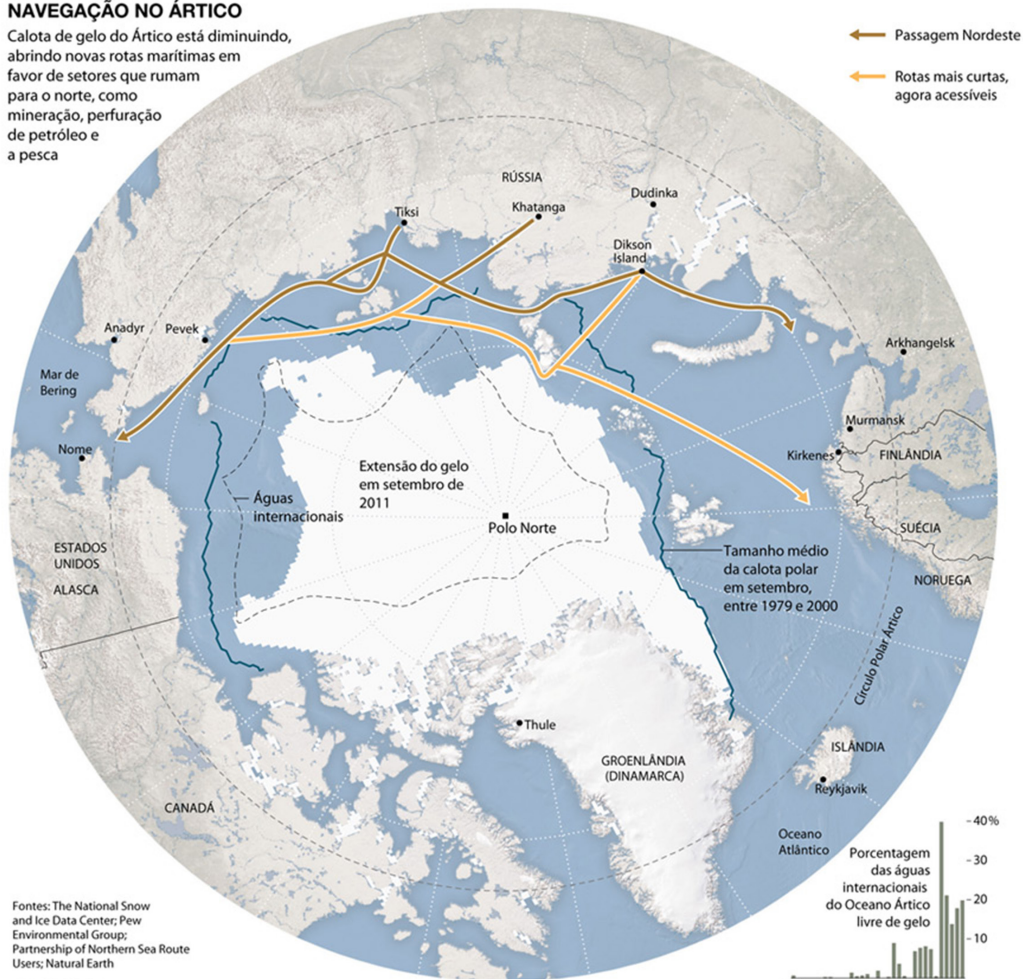 NAVEGAÇÃO NO ÁRTICO
Calota de gelo do Ártico está diminuindo,
abrindo novas rotas marítimas em
favor de setores que rumam
para o norte, como
mineração, perfuração
de petróleo e
a pesca
Passagem Nordeste
Rotas mais curtas,
agora acessíveis
RÚSSIA
Dudinka
Khatanga
Tiksi
Dikson
Island
Anadyr
Pevek
Arkhangelsk
Mar de
Bering
Murmansk
Nome
Kirkenes
FINLÂNDIA
Extensão do gelo
em setembro de
2011
Águas
internacionais
Polo Norte
SUÉCIA
ESTADOS
UNIDOS
ALASCA
Tamanho médio
da calota polar
em setembro,
entre 1979 e 2000
NORUEGA
Círculo Polar Ártico
Thule
ISLÂNDIA
GROENLÂNDIA
(DINAMARCA)
Reykjavik
CANADÁ
Oceano
Atlântico
Porcentagem
das águas
internacionais
do Oceano Ártico
livre de gelo
40%
30
20
10
Fontes: The National Snow
and Ice Data Center; Pew
Environmental Group;
Partnership of Northern Sea Route
Users; Natural Earth